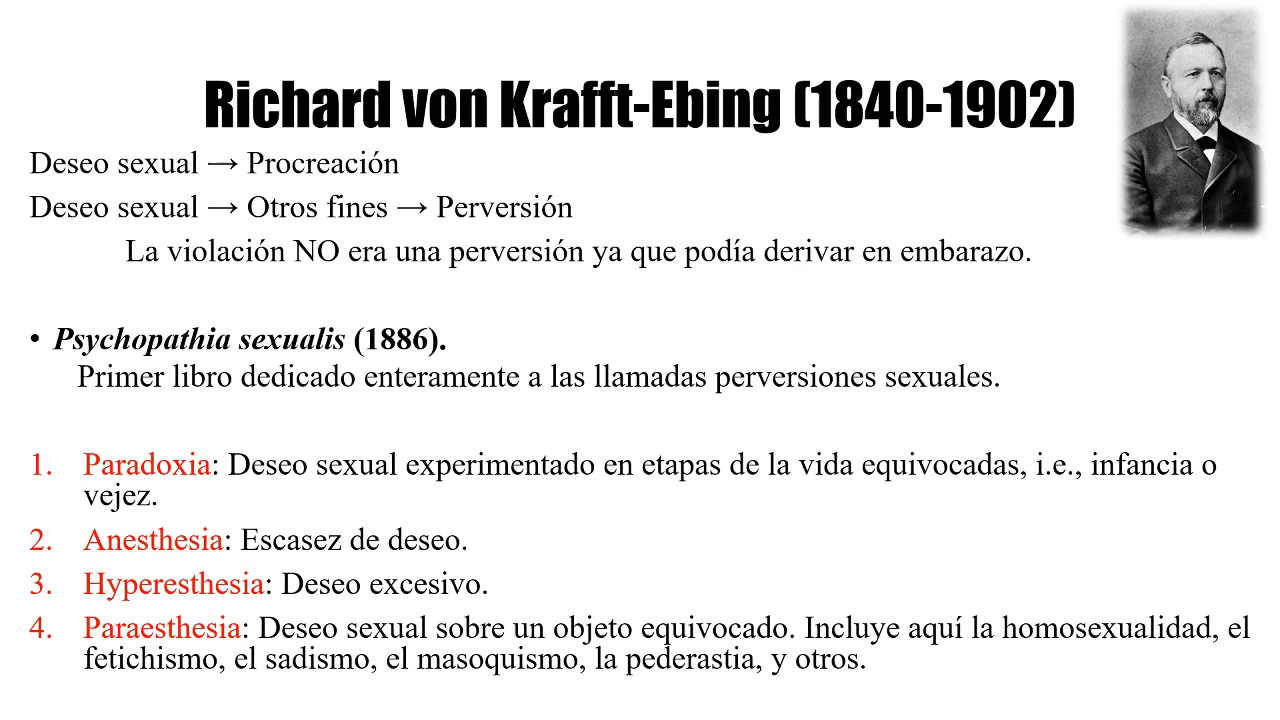 Richard von Krafft-Ebing (1840-1902)
Deseo sexual → Procreación
Deseo sexual → Otros fines → Perversión
La violación NO era una perversión ya que podía derivar en embarazo.
• Psychopathia sexualis (1886).
Primer libro dedicado enteramente a las llamadas perversiones sexuales.
1. Paradoxia: Deseo sexual experimentado en etapas de la vida equivocadas, i.e., infancia o
vejez.
2. Anesthesia: Escasez de deseo.
3. Hyperesthesia: Deseo excesivo.
4. Paraesthesia: Deseo sexual sobre un objeto equivocado. Incluye aquí la homosexualidad, el
fetichismo, el sadismo, el masoquismo, la pederastia, y otros.